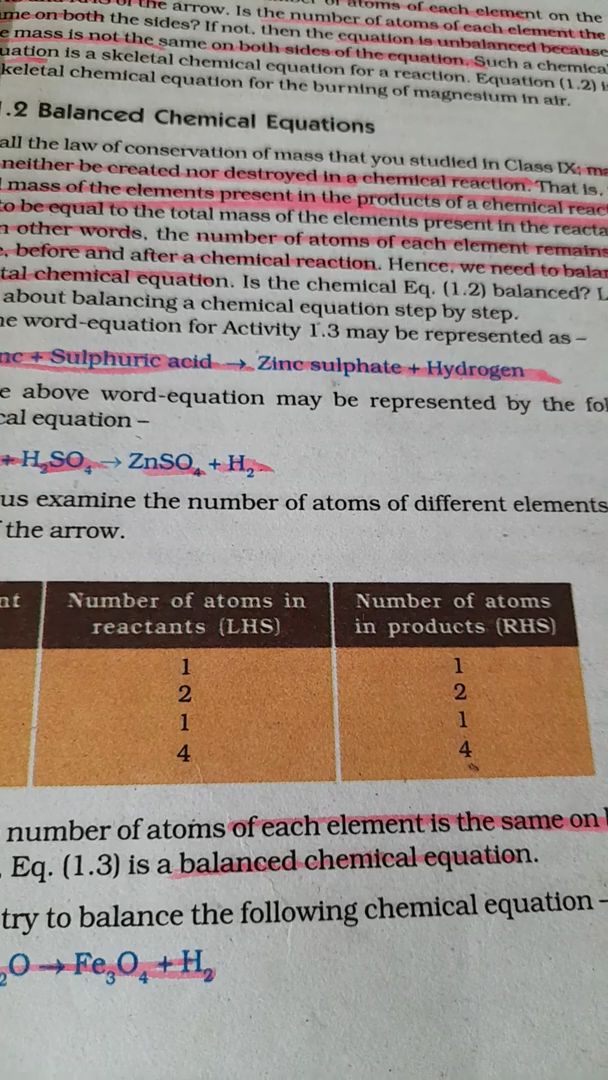 of the arrow. Is the number of atoms of each element on the
me on both the sides? If not, then the equation is unbalanced because
mass is not the same on both sides of the equation. Such a chemica
uation is a skeletal chemical equation for a reaction. Equation (1.2) i
keletal chemical equation for the burning of magnesium in air.
.2 Balanced Chemical Equations
all the law of conservation of mass that you studied in Class IX; ma
neither be created nor destroyed in a chemical reaction. That is,
mass of the elements present in the products of a chemical reac
to be equal to the total mass of the elements present in the reacta
n other words, the number of atoms of each element remains
, before and after a chemical reaction. Hence, we need to balan
tal chemical equation. Is the chemical Eq. (1.2) balanced? L
about balancing a chemical equation step by step.
he word-equation for Activity 1.3 may be represented as –
nc + Sulphuric acid → Zinc sulphate + Hydrogen
e above word-equation may be represented by the fol
cal equation –
+ H₂SO₄ → ZnSO₄ + H₂
us examine the number of atoms of different elements
the arrow.
nt Number of atoms in reactants (LHS) Number of atoms in products (RHS)
1 1
2 2
1 1
4 4
number of atoms of each element is the same on
Eq. (1.3) is a balanced chemical equation.
try to balance the following chemical equation –
₂O → Fe₃O₄ + H₂